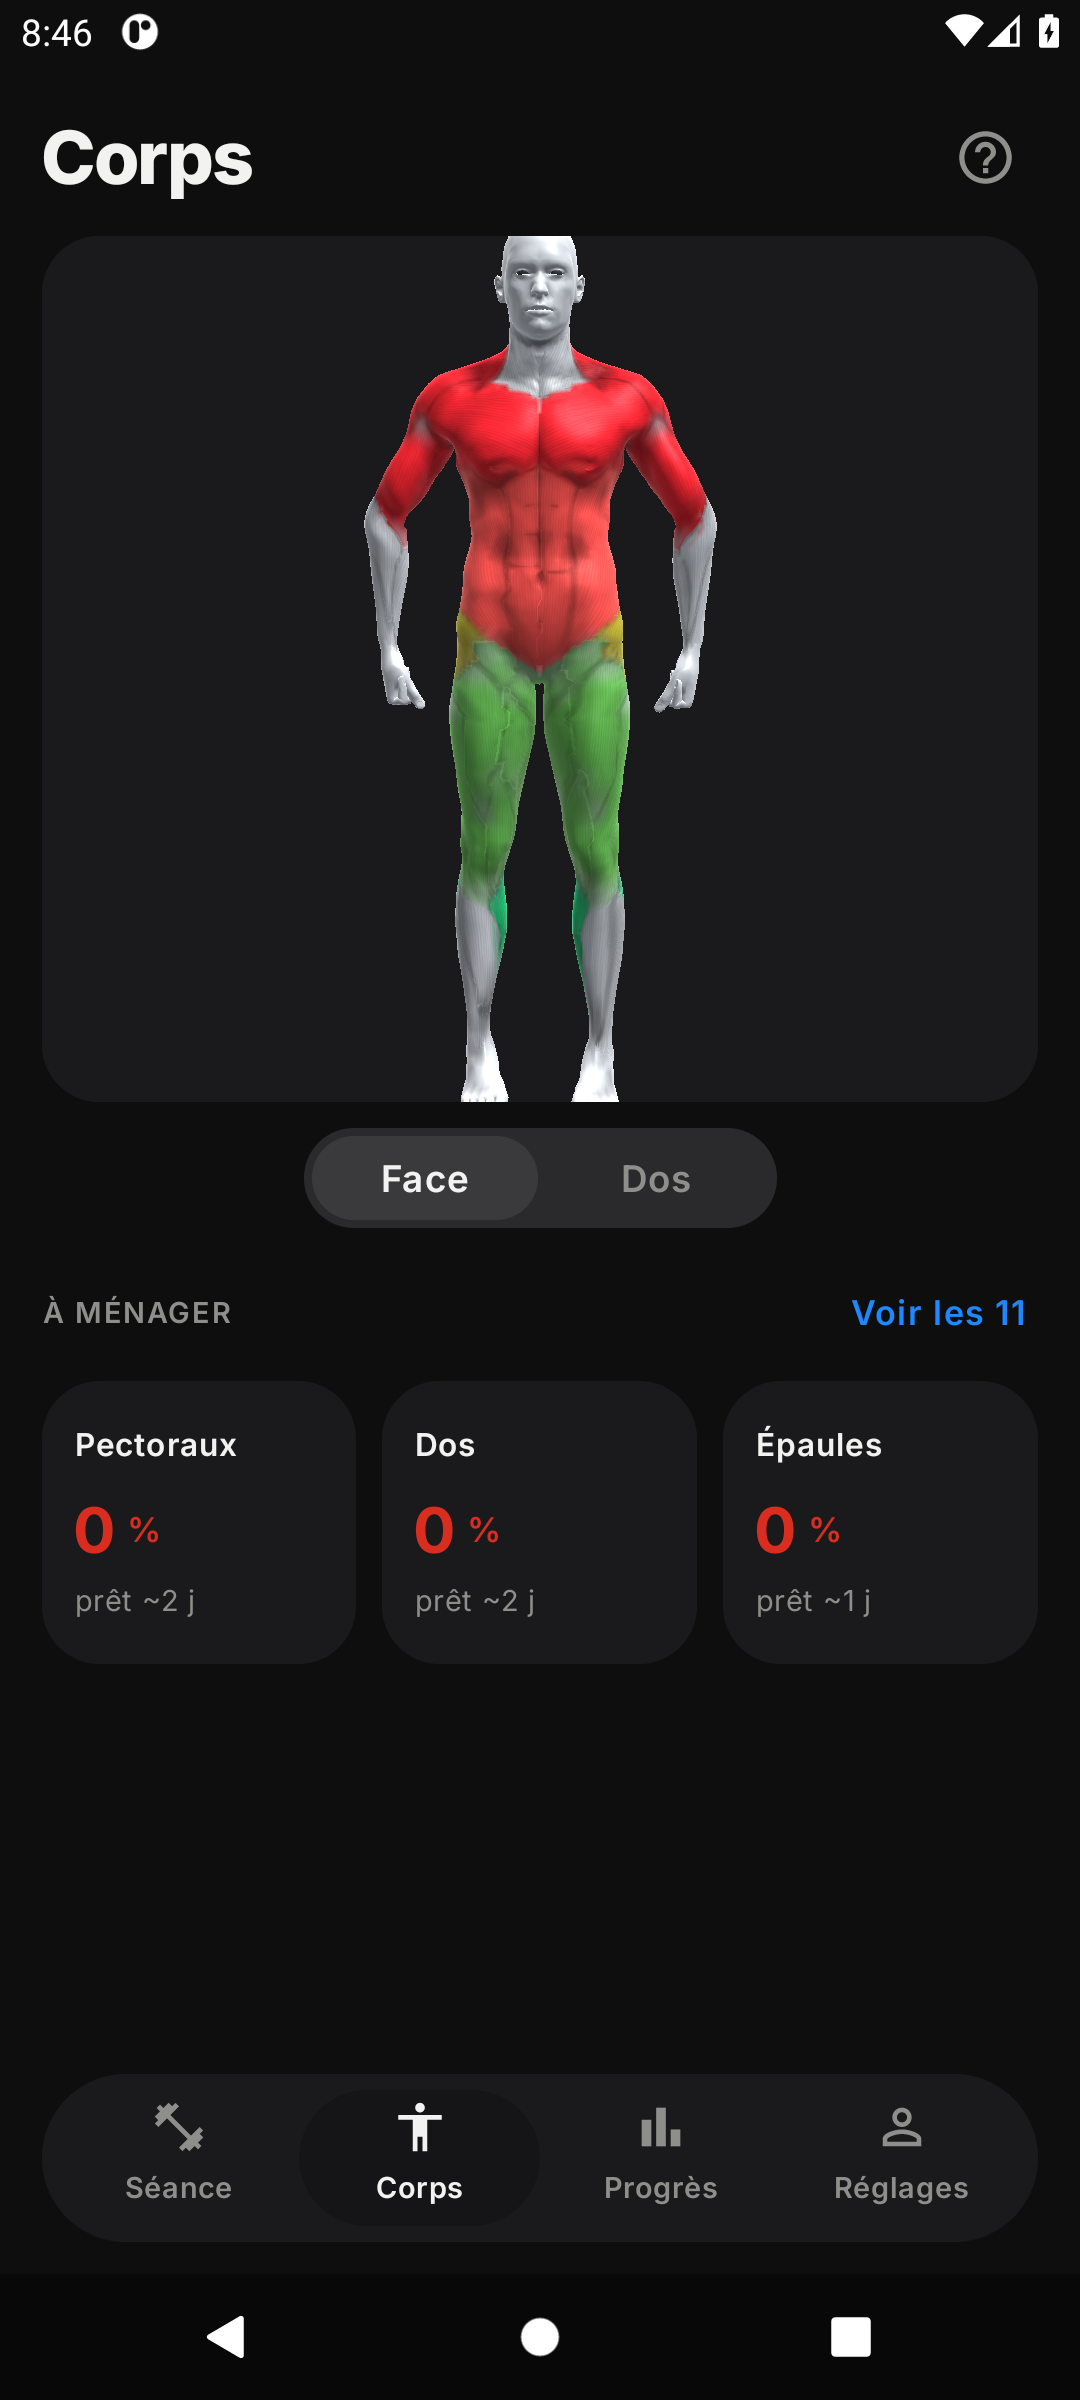 8:46
Corps
Face Dos
À MÉNAGER Voir les 11
Pectoraux Dos Épaules
0 % 0 % 0 %
prêt ~2 j prêt ~2 j prêt ~1 j
Séance Corps Progrès Réglages